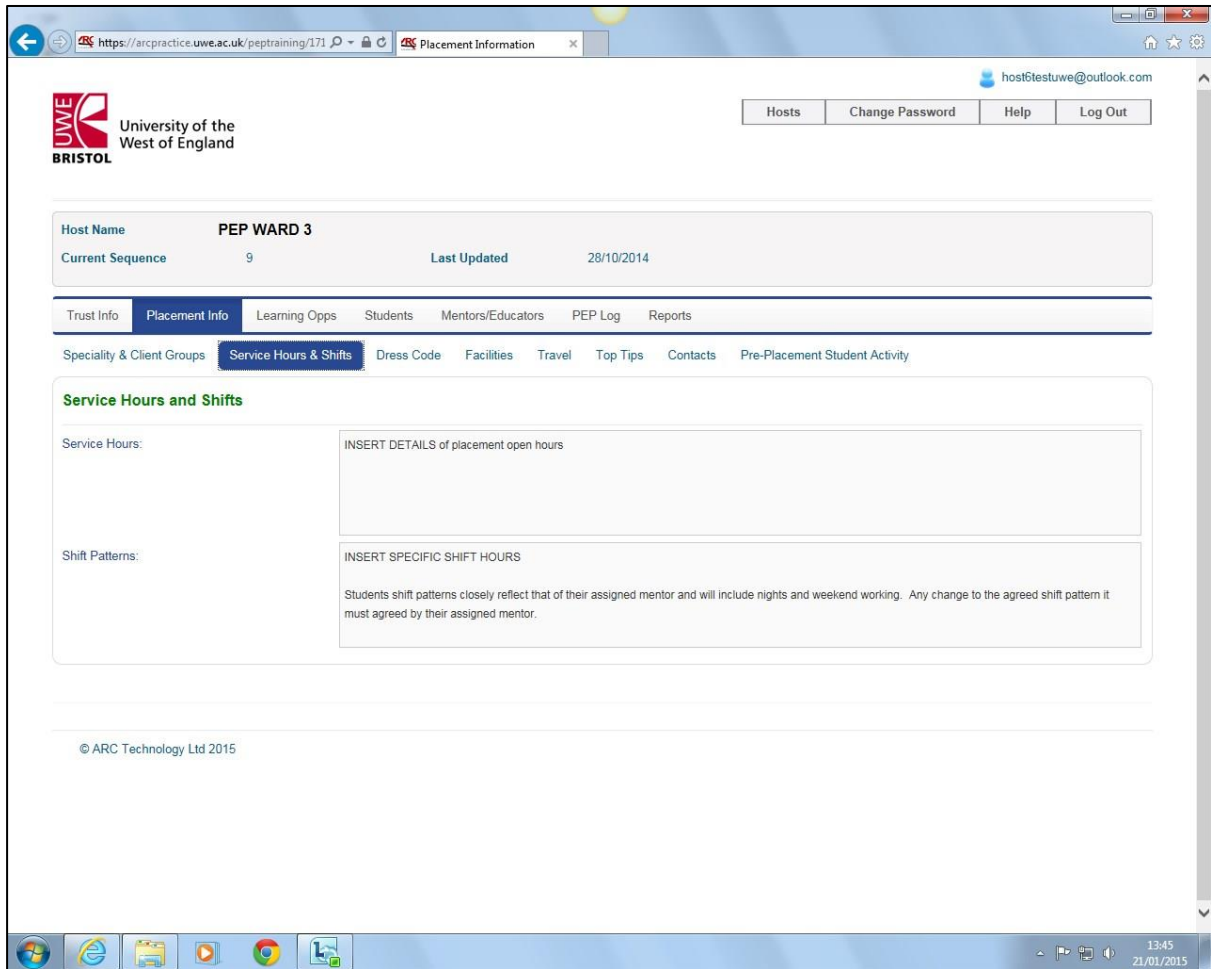 https://arcpractice.uwe.ac.uk/peptraining/171
Placement Information
host6testuwe@outlook.com
Hosts Change Password Help Log Out
UWE
BRISTOL
University of the
West of England
Host Name PEP WARD 3
Current Sequence 9 Last Updated 28/10/2014
Trust Info Placement Info Learning Opps Students Mentors/Educators PEP Log Reports
Speciality & Client Groups Service Hours & Shifts Dress Code Facilities Travel Top Tips Contacts Pre-Placement Student Activity
Service Hours and Shifts
Service Hours: INSERT DETAILS of placement open hours
Shift Patterns: INSERT SPECIFIC SHIFT HOURS
Students shift patterns closely reflect that of their assigned mentor and will include nights and weekend working. Any change to the agreed shift pattern it
must agreed by their assigned mentor.
© ARC Technology Ltd 2015
13:45
21/01/2015